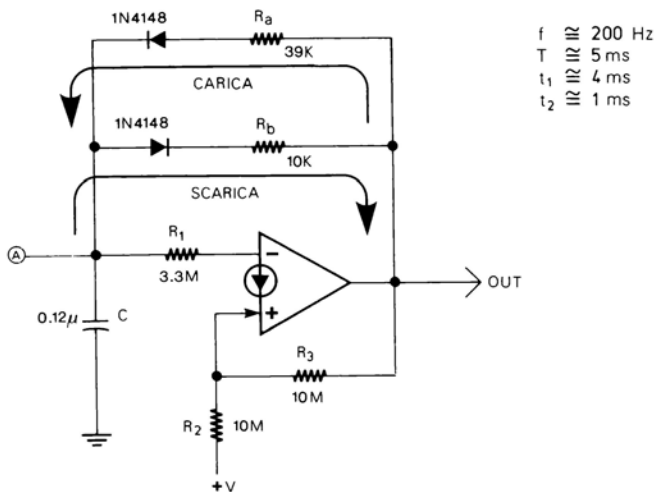 1N4148
Ra
39K
CARICA
1N4148
Rb
10K
SCARICA
A
R1
3.3M
−
+
OUT
0.12μ
C
R3
10M
R2
10M
+V
f ≅ 200 Hz
T ≅ 5 ms
t1 ≅ 4 ms
t2 ≅ 1 ms